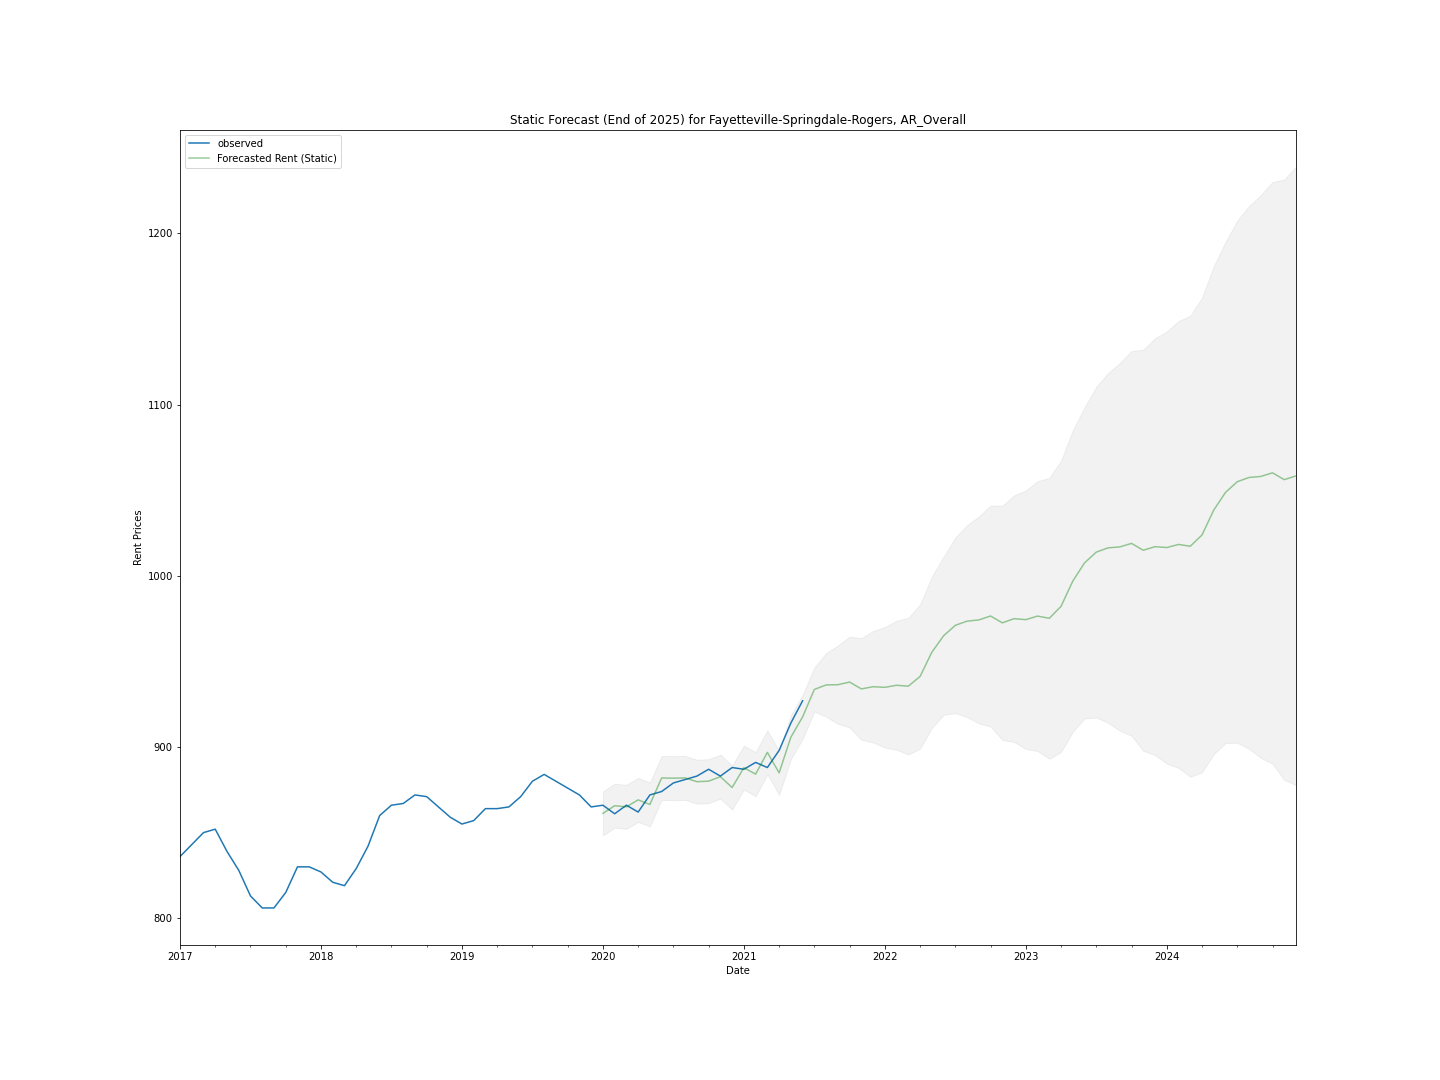 Static Forecast (End of 2025) for Fayetteville-Springdale-Rogers, AR_Overall
observed
Forecasted Rent (Static)
1200
1100
1000
900
800
Rent Prices
2017 2018 2019 2020 2021 2022 2023 2024
Date